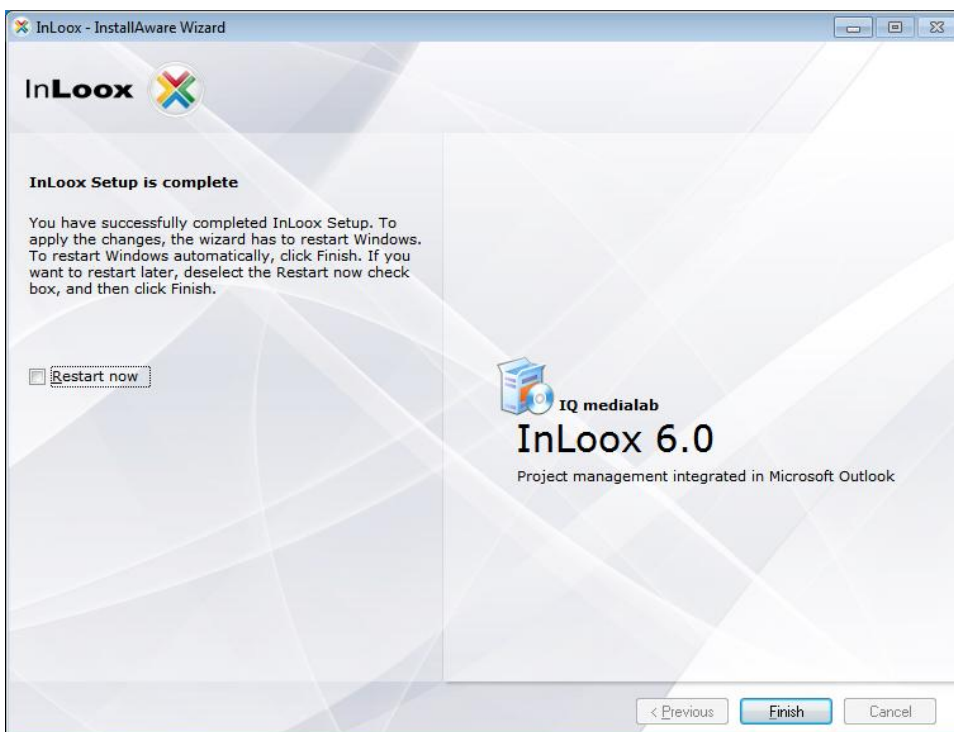 InLoox - InstallAware Wizard
InLoox
InLoox Setup is complete
You have successfully completed InLoox Setup. To
apply the changes, the wizard has to restart Windows.
To restart Windows automatically, click Finish. If you
want to restart later, deselect the Restart now check
box, and then click Finish.
Restart now
IQ medialab
InLoox 6.0
Project management integrated in Microsoft Outlook
< Previous
Finish
Cancel